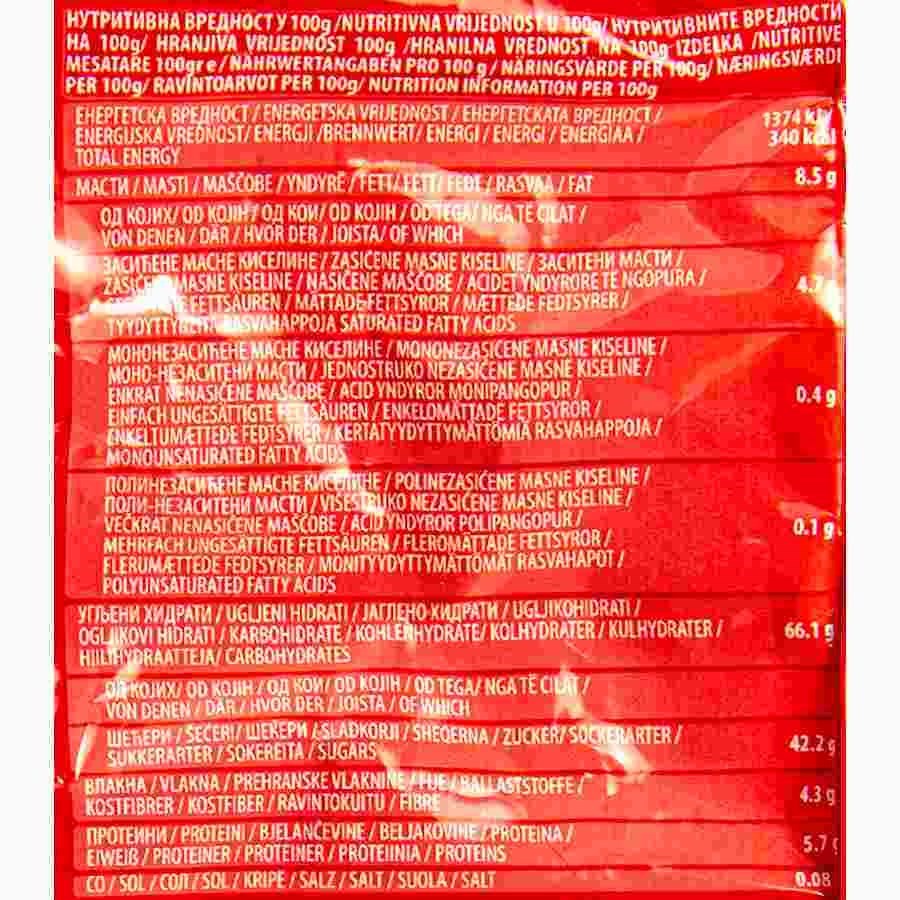 НУТРИТИВНА ВРЕДНОСТ У 100g /NUTRITIVNA VRIJEDNOST U 100g/ НУТРИТИВНИТЕ ВРЕДНОСТИ
НА 100g/ HRANJIVA VRIJEDNOST 100g /HRANILNA VREDNOST NA 100g IZDELKA /NUTRITIVE
MESATARE 100gre/NÄHRWERTANGABEN PRO 100 g / NÄRINGSVÄRDE PER 100g/ NÆRINGSVÆRDI
PER 100g/ RAVINTOARVOT PER 100g/ NUTRITION INFORMATION PER 100g
ЕНЕРГЕТСКА ВРЕДНОСТ / ENERGETSKA VRIJEDNOST / ЕНЕРГЕТСКАТА ВРЕДНОСТ / 1374 kJ/
ENERGIJSKA VREDNOST/ ENERGJI /BRENNWERT/ ENERGI / ENERGI / ENERGIAA / 340 kcal
TOTAL ENERGY
МАСТИ / MASTI / MAŠČOBE / YNDYRË / FETT/ FETT/ FEDT / RASVAA / FAT 8.5 g
ОД КОЈИХ/ OD KOJIH / ОД КОИ/ OD KOJIH / OD TEGA/ NGA TË CILAT /
VON DENEN / DÄR / HVOR DER / JOISTA/ OF WHICH
ЗАСИЋЕНЕ МАСНЕ КИСЕЛИНЕ / ZASIĆENE MASNE KISELINE / ЗАСИТЕНИ МАСТИ /
MASNE KISELINE / NASIČENE MAŠČOBE / ACIDET YNDYRORE TË NGOPURA / 4.7
FETTSÄUREN / MÄTTADE FETTSYROR / MÆTTEDE FEDTSYRER /
RASVAHAPPOJA SATURATED FATTY ACIDS
МОНОНЕЗАСИЋЕНЕ МАСНЕ КИСЕЛИНЕ / MONONEZASIĆENE MASNE KISELINE /
МОНО-НЕЗАСИТЕНИ МАСТИ / JEDNOSTRUKO NEZASIĆENE MASNE KISELINE /
ENKRAT NENASIČENE MAŠČOBE / ACID YNDYROR MONIPANGOPUR / 0.4 g
EINFACH UNGESÄTTIGTE FETTSÄUREN / ENKELOMÄTTADE FETTSYROR /
ENKELTUMÆTTEDE FEDTSYRER / KERTATYYDYTTYMÄTTÖMIÄ RASVAHAPPOJA /
MONOUNSATURATED FATTY ACIDS
ПОЛИНЕЗАСИЋЕНЕ МАСНЕ КИСЕЛИНЕ / POLINEZASIĆENE MASNE KISELINE /
ПОЛИ-НЕЗАСИТЕНИ МАСТИ / VIŠESTRUKO NEZASIĆENE MASNE KISELINE /
VEČKRAT NENASIČENE MAŠČOBE / ACID YNDYROR POLIPANGOPUR / 0.1 g
MEHRFACH UNGESÄTTIGTE FETTSÄUREN / FLEROMÄTTADE FETTSYROR /
FLERUMÆTTEDE FEDTSYRER / MONITYYDYTTYMÄTTÖMÄT RASVAHAPOT /
POLYUNSATURATED FATTY ACIDS
УГЉЕНИ ХИДРАТИ / UGLJENI HIDRATI / ЈАГЛЕНО-ХИДРАТИ / UGLJIKOHIDRATI /
OGLJIKOVI HIDRATI / KARBOHIDRATE / KOHLENHYDRATE/ KOLHYDRATER / KULHYDRATER / 66.1 g
HIILIHYDRAATTEJA/ CARBOHYDRATES
ОД КОЈИХ/ OD KOJIH / ОД КОИ/ OD KOJIH / OD TEGA/ NGA TË CILAT /
VON DENEN / DÄR / HVOR DER / JOISTA / OF WHICH
ШЕЋЕРИ / ŠEĆERI/ ШЕЌЕРИ / SLADKORJI / SHEQERNA / ZUCKER/ SOCKERARTER / 42.2 g
SUKKERARTER / SOKEREITA / SUGARS
ВЛАКНА / VLAKNA / PREHRANSKE VLAKNINE / FIJE / BALLASTSTOFFE /
KOSTFIBRER / KOSTFIBER / RAVINTOKUITU / FIBRE 4.3 g
ПРОТЕИНИ / PROTEINI / BJELANČEVINE / BELJAKOVINE / PROTEINA /
EIWEIß / PROTEINER / PROTEINER / PROTEIINIA / PROTEINS 5.7
СО / SOL / СОЛ / SOL / KRIPË / SALZ / SALT / SUOLA / SALT 0.08